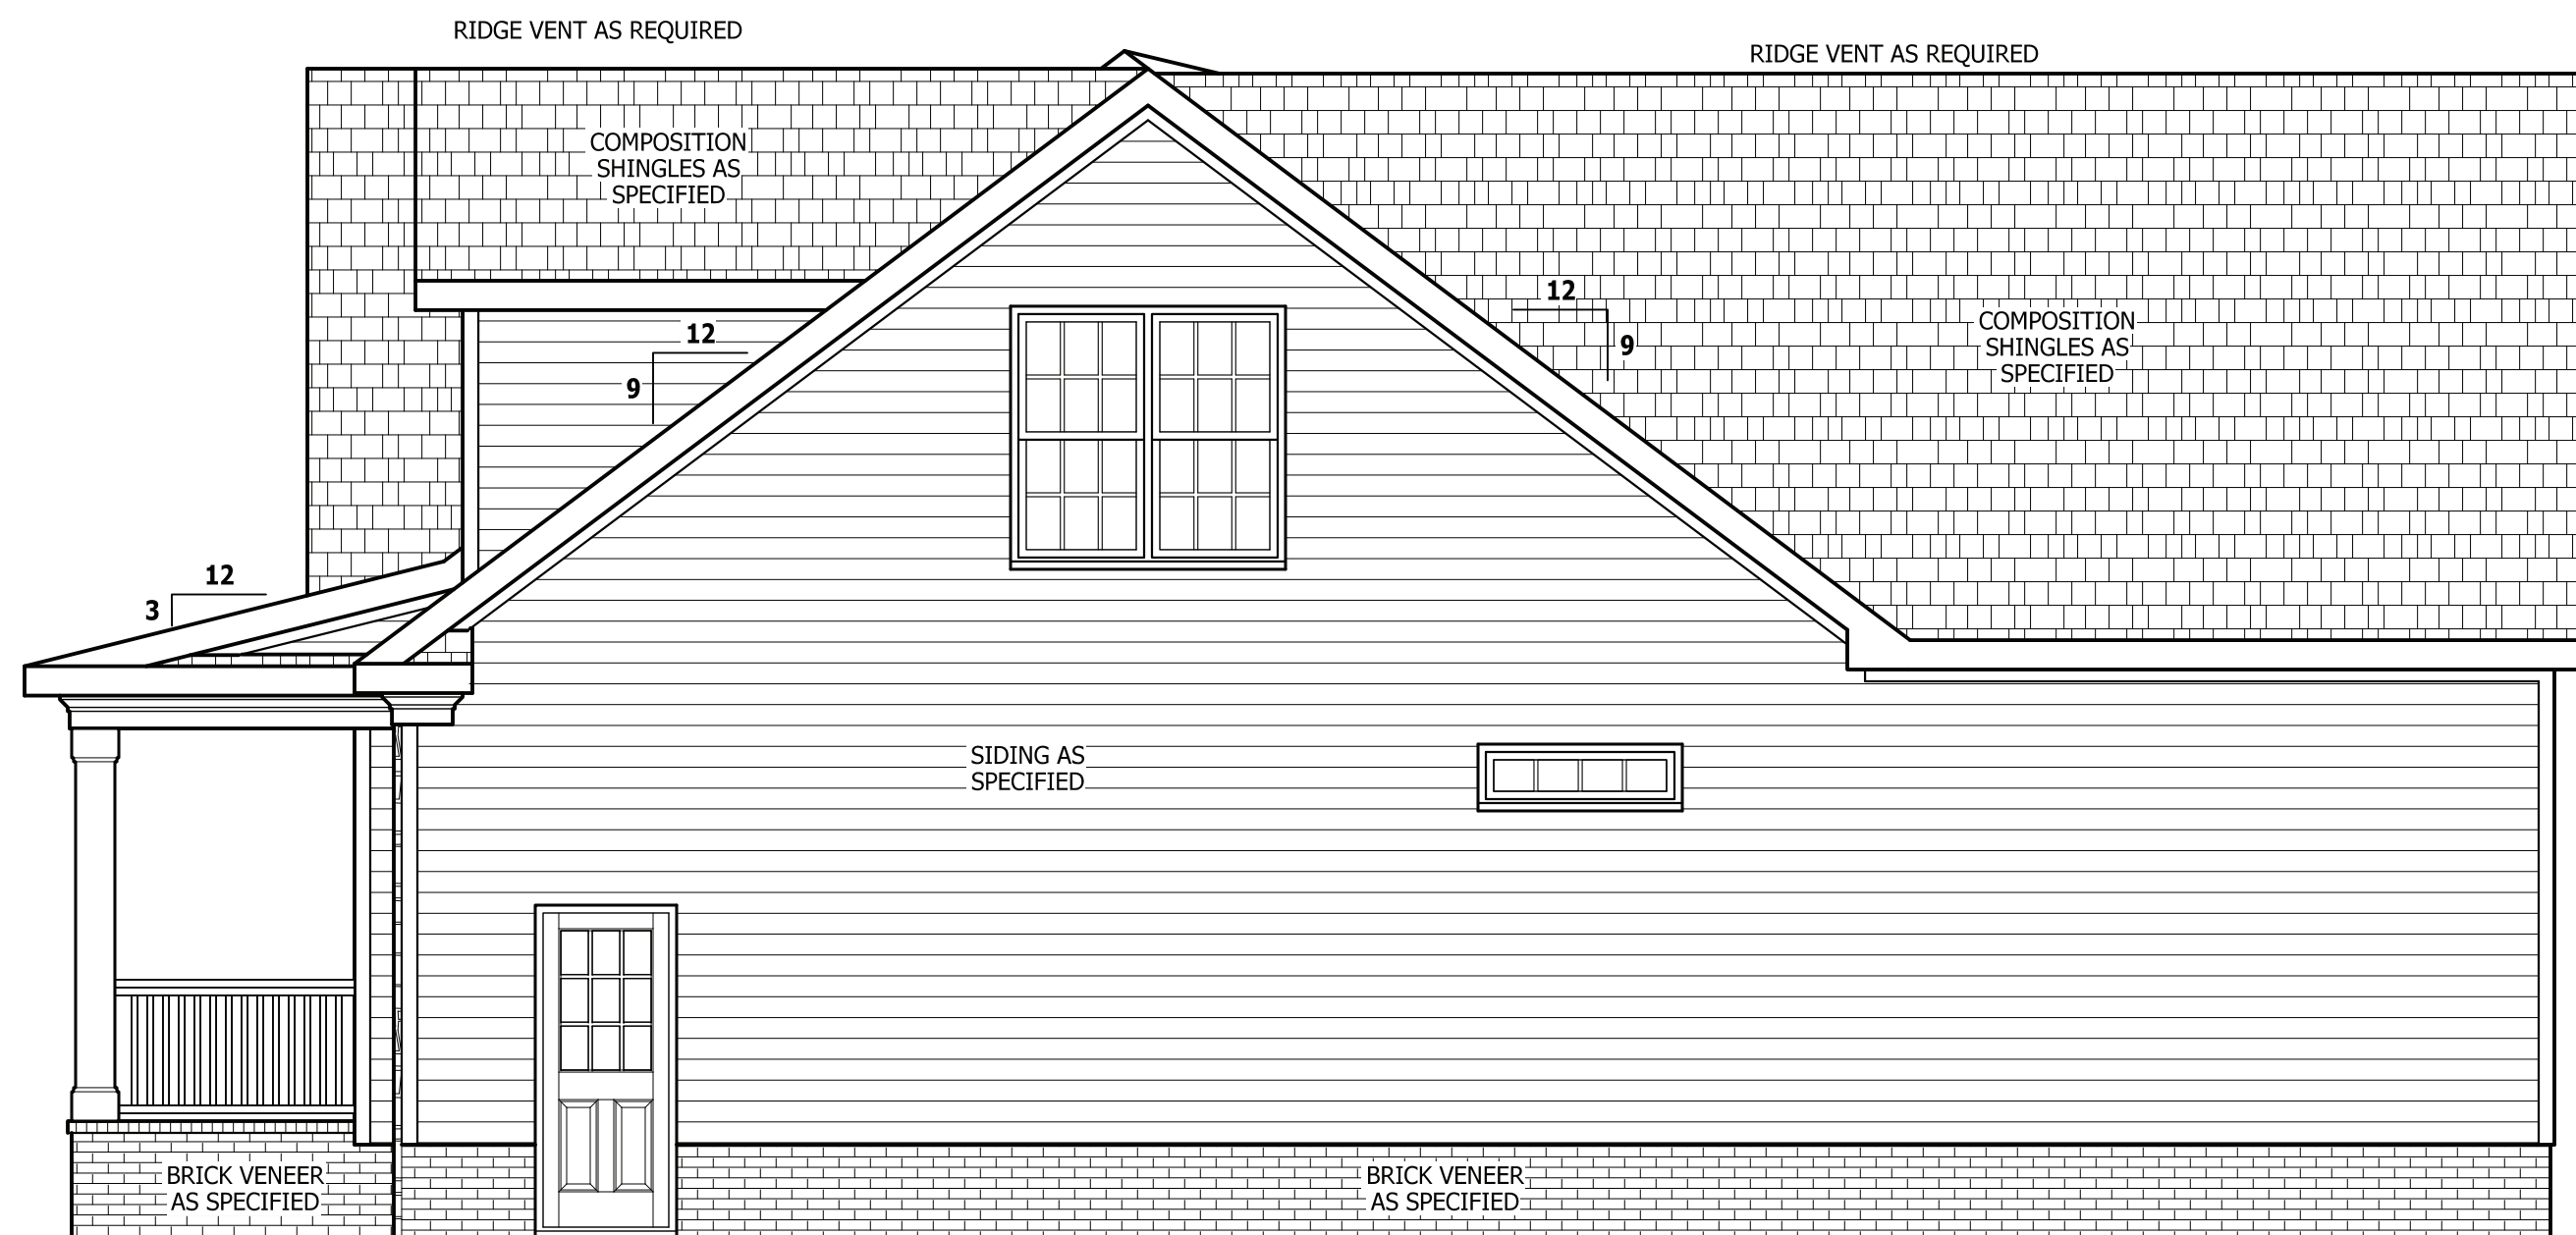 RIDGE VENT AS REQUIRED
RIDGE VENT AS REQUIRED
COMPOSITION
SHINGLES AS
SPECIFIED
12
9
12
9
COMPOSITION
SHINGLES AS
SPECIFIED
12
3
SIDING AS
SPECIFIED
BRICK VENEER
AS SPECIFIED
BRICK VENEER
AS SPECIFIED